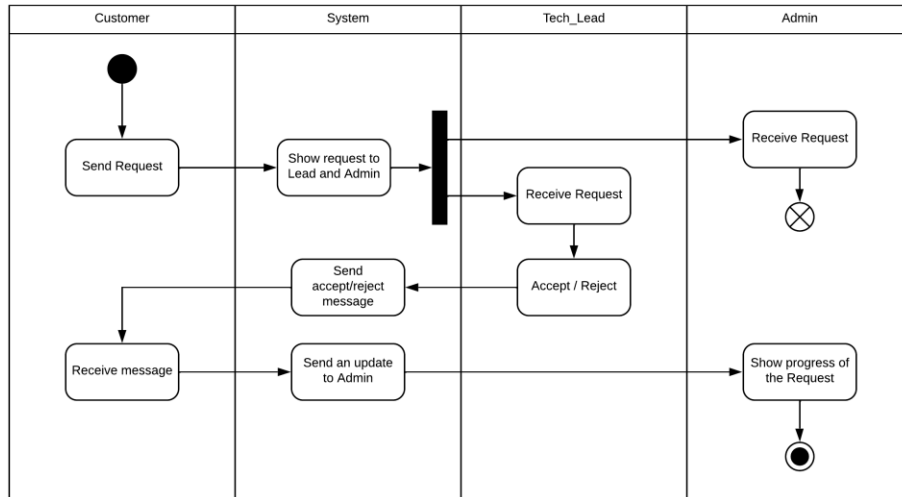 Customer
System
Tech_Lead
Admin
Send Request
Show request to
Lead and Admin
Receive Request
Receive Request
Send
accept/reject
message
Accept / Reject
Receive message
Send an update
to Admin
Show progress of
the Request